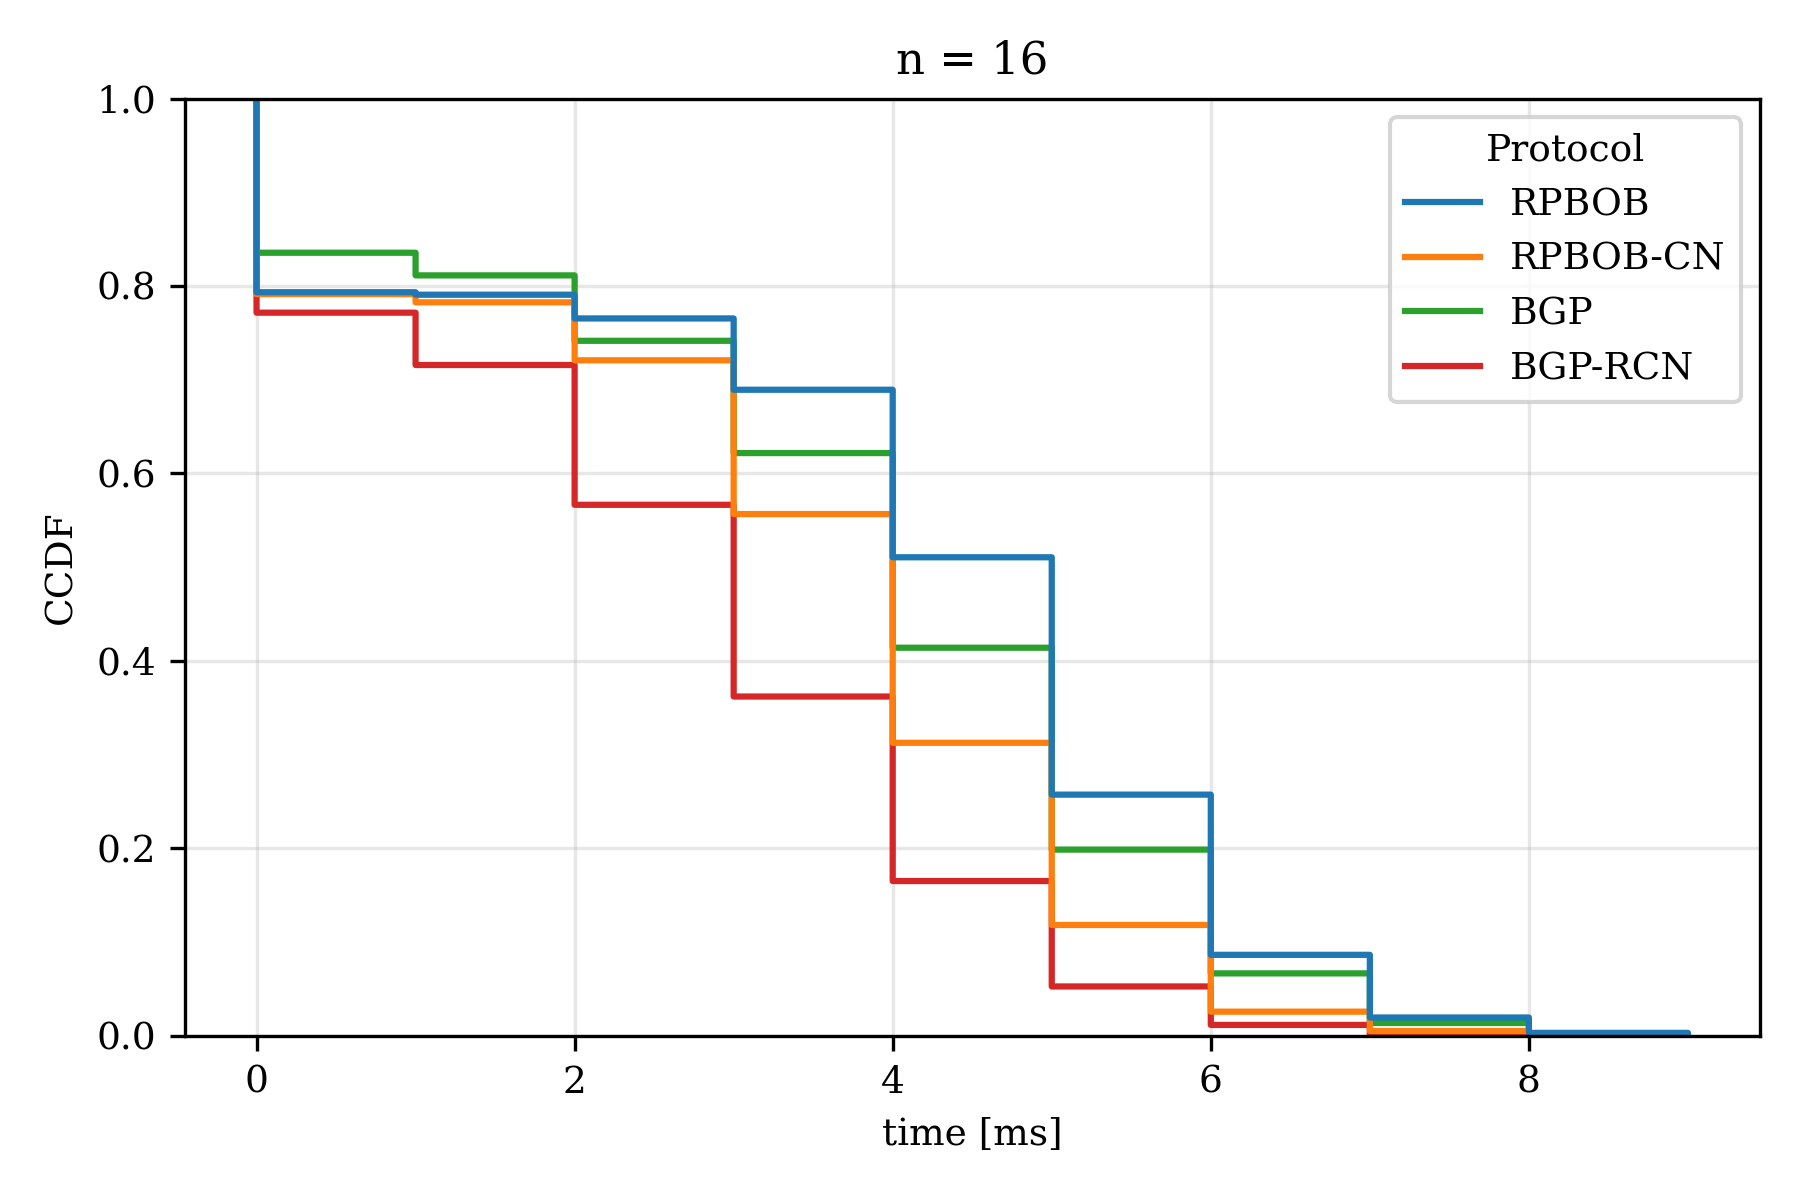 n = 16
1.0
0.8
0.6
0.4
0.2
0.0
CCDF
0 2 4 6 8
time [ms]
Protocol
RPBOB
RPBOB-CN
BGP
BGP-RCN